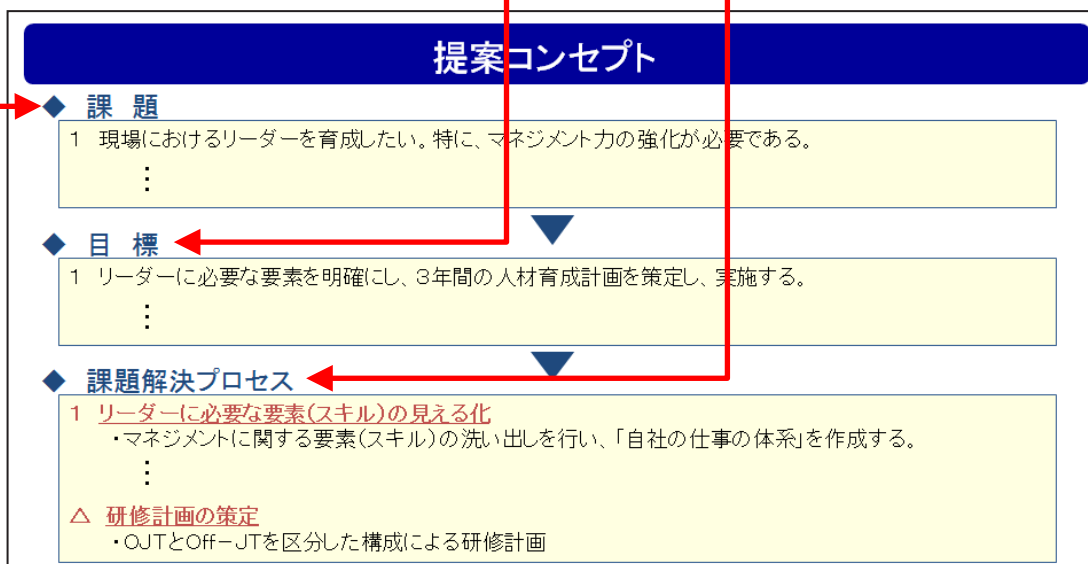 提案コンセプト
◆ 課 題
1 現場におけるリーダーを育成したい。特に、マネジメント力の強化が必要である。
⋮
◆ 目 標
1 リーダーに必要な要素を明確にし、3年間の人材育成計画を策定し、実施する。
⋮
◆ 課題解決プロセス
1 リーダーに必要な要素(スキル)の見える化
・マネジメントに関する要素(スキル)の洗い出しを行い、「自社の仕事の体系」を作成する。
⋮
△ 研修計画の策定
・OJTとOff-JTを区分した構成による研修計画